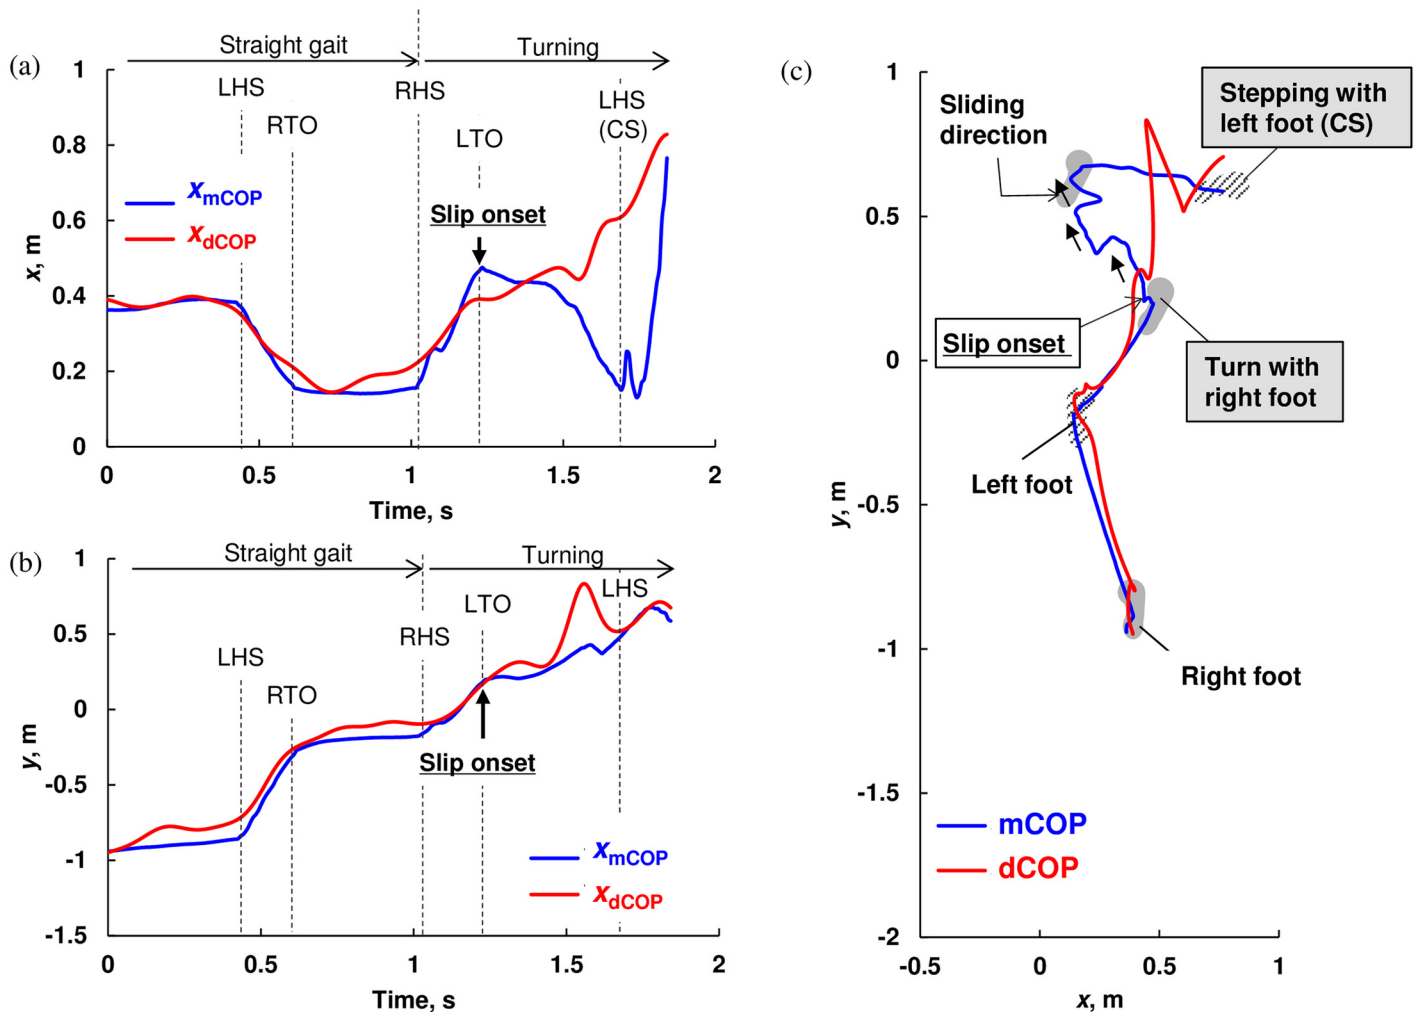 (a)
Straight gait
Turning
1
0.8
0.6
0.4
0.2
0
x, m
LHS
RTO
RHS
LTO
LHS
(CS)
xmCOP
xdCOP
Slip onset
0
0.5
1
1.5
2
Time, s
(b)
Straight gait
Turning
1
0.5
0
-0.5
-1
-1.5
y, m
LHS
RTO
RHS
LTO
LHS
Slip onset
xmCOP
xdCOP
0
0.5
1
1.5
2
Time, s
(c)
1
0.5
0
-0.5
-1
-1.5
-2
y, m
Sliding
direction
Stepping with
left foot (CS)
Slip onset
Turn with
right foot
Left foot
Right foot
mCOP
dCOP
-0.5
0
0.5
1
x, m